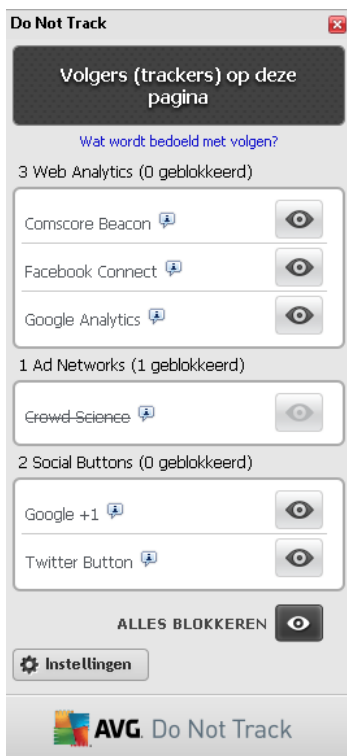 Do Not Track
Volgers (trackers) op deze
pagina
Wat wordt bedoeld met volgen?
3 Web Analytics (0 geblokkeerd)
Comscore Beacon
Facebook Connect
Google Analytics
1 Ad Networks (1 geblokkeerd)
Crowd Science
2 Social Buttons (0 geblokkeerd)
Google +1
Twitter Button
ALLES BLOKKEREN
Instellingen
AVG. Do Not Track